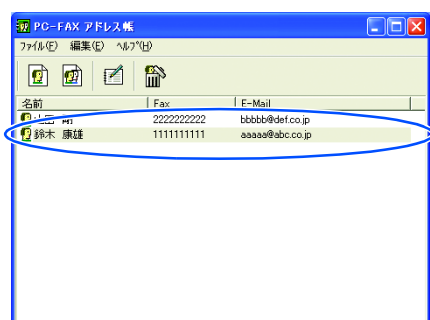 PC-FAX アドレス帳
ファイル(F) 編集(E) ヘルプ(H)
名前 Fax E-Mail
2222222222 bbbbb@def.co.jp
鈴木 康雄 1111111111 aaaaa@abc.co.jp